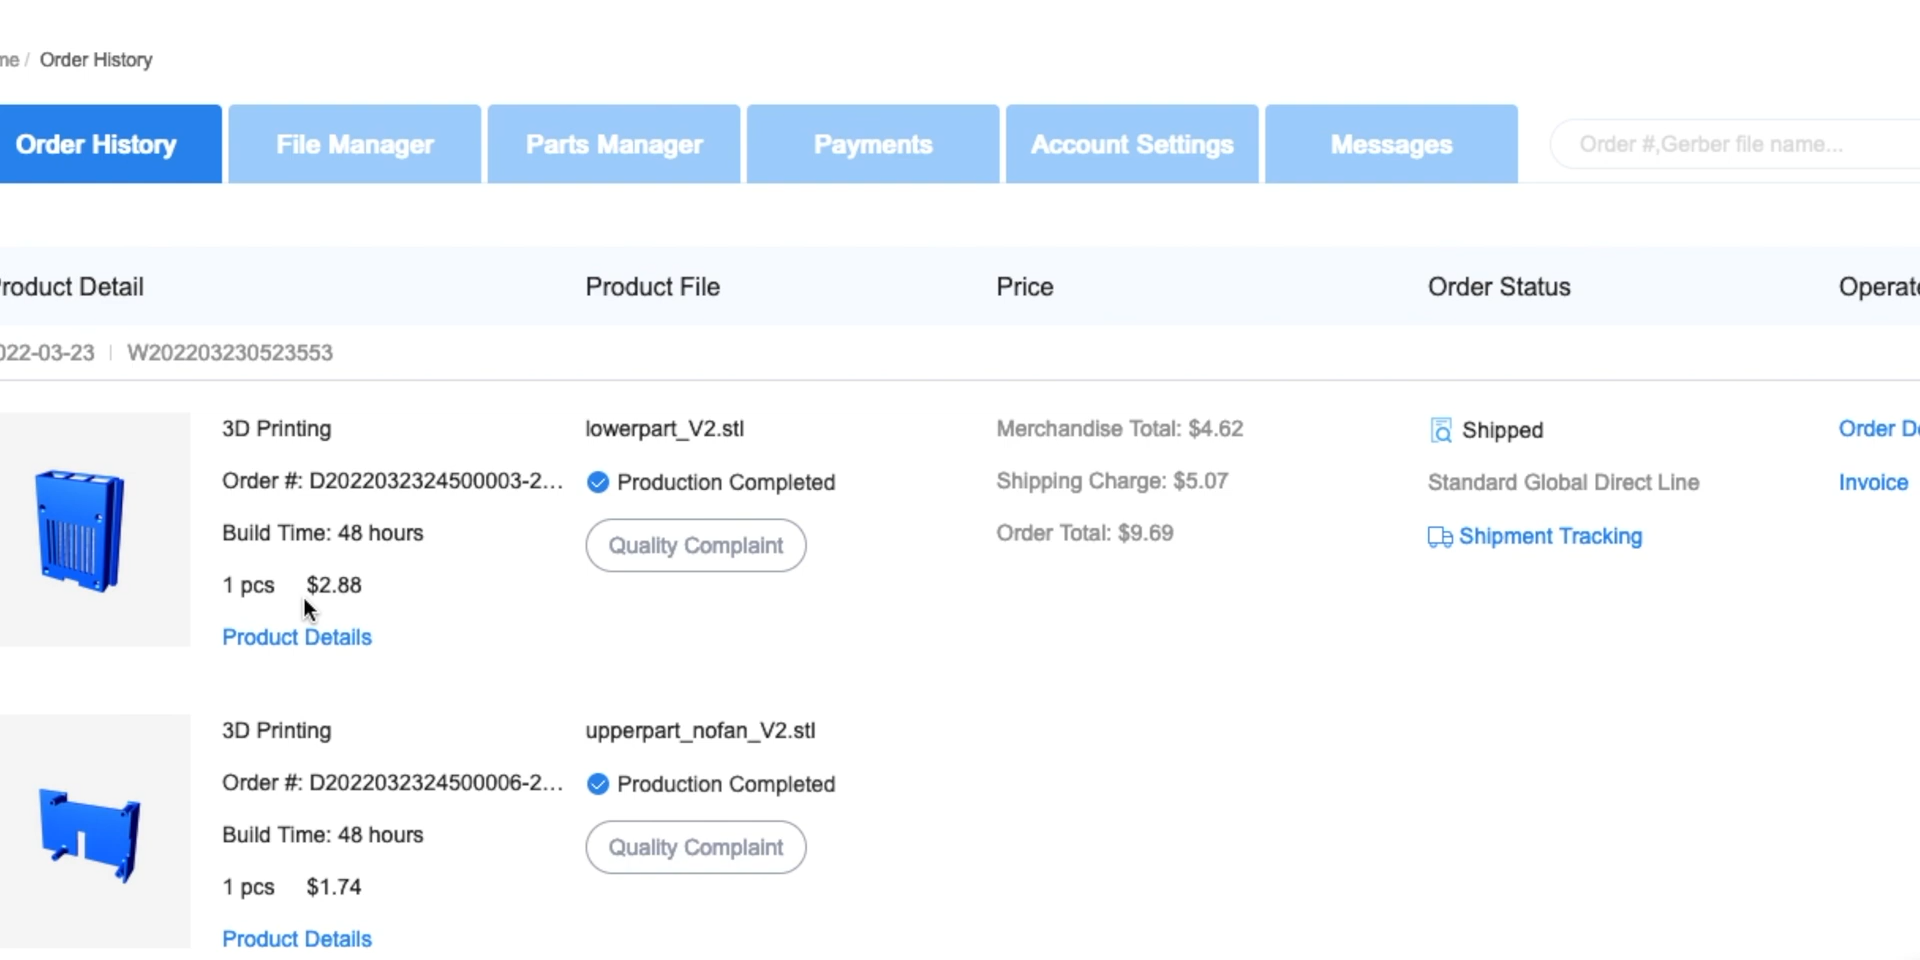 me / Order History
Order History File Manager Parts Manager Payments Account Settings Messages Order #,Gerber file name...
roduct Detail Product File Price Order Status Operat
022-03-23 | W202203230523553
3D Printing
Order #: D2022032324500003-2...
Build Time: 48 hours
1 pcs $2.88
Product Details
lowerpart_V2.stl
Production Completed
Quality Complaint
Merchandise Total: $4.62
Shipping Charge: $5.07
Order Total: $9.69
Shipped
Standard Global Direct Line
Shipment Tracking
Order D
Invoice
3D Printing
Order #: D2022032324500006-2...
Build Time: 48 hours
1 pcs $1.74
Product Details
upperpart_nofan_V2.stl
Production Completed
Quality Complaint